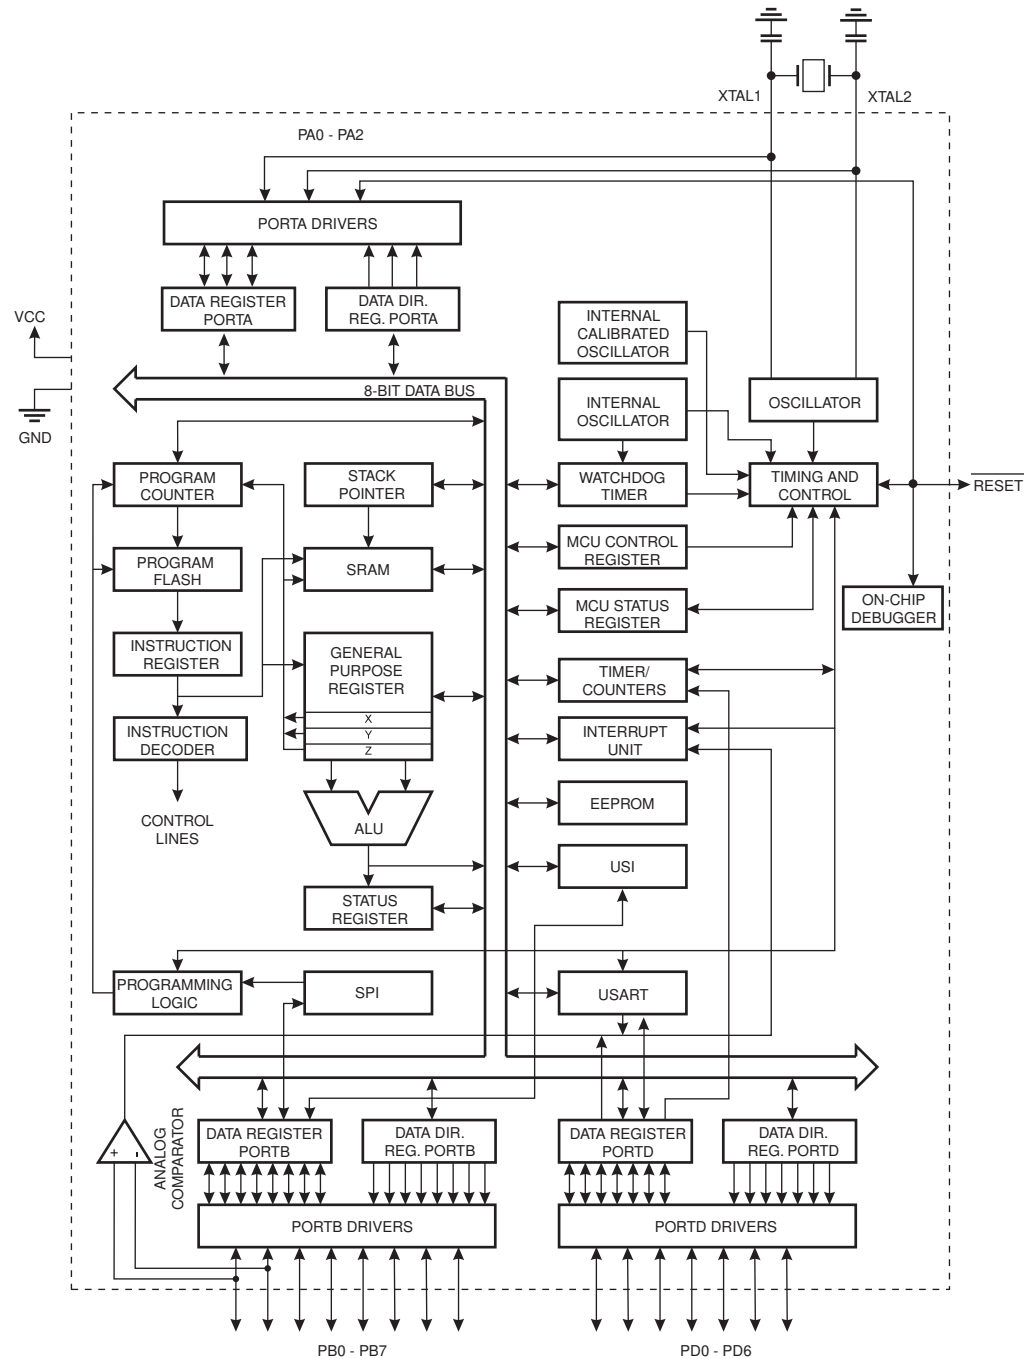 XTAL1
XTAL2
PA0 - PA2
PORTA DRIVERS
DATA REGISTER
PORTA
DATA DIR.
REG. PORTA
VCC
GND
8-BIT DATA BUS
INTERNAL
CALIBRATED
OSCILLATOR
INTERNAL
OSCILLATOR
OSCILLATOR
PROGRAM
COUNTER
STACK
POINTER
WATCHDOG
TIMER
TIMING AND
CONTROL
RESET
PROGRAM
FLASH
SRAM
MCU CONTROL
REGISTER
MCU STATUS
REGISTER
ON-CHIP
DEBUGGER
INSTRUCTION
REGISTER
GENERAL
PURPOSE
REGISTER
X
Y
Z
TIMER/
COUNTERS
INSTRUCTION
DECODER
INTERRUPT
UNIT
CONTROL
LINES
ALU
EEPROM
USI
STATUS
REGISTER
PROGRAMMING
LOGIC
SPI
USART
ANALOG
COMPARATOR
+
-
DATA REGISTER
PORTB
DATA DIR.
REG. PORTB
DATA REGISTER
PORTD
DATA DIR.
REG. PORTD
PORTB DRIVERS
PORTD DRIVERS
PB0 - PB7
PD0 - PD6